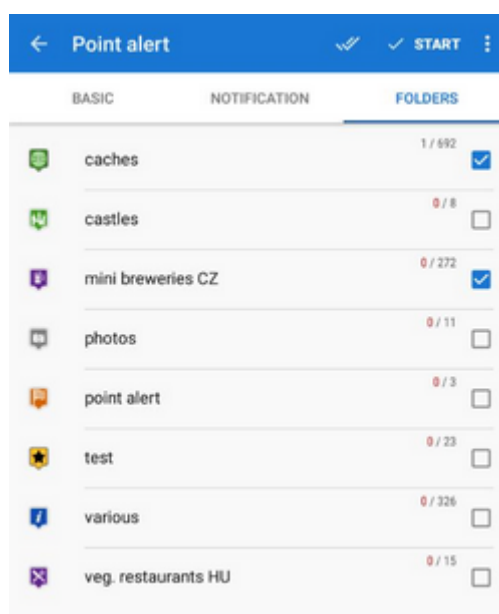 Point alert
START
BASIC NOTIFICATION FOLDERS
1 / 692
caches
0 / 8
castles
0 / 272
mini breweries CZ
0 / 11
photos
0 / 3
point alert
0 / 23
test
0 / 326
various
0 / 15
veg. restaurants HU